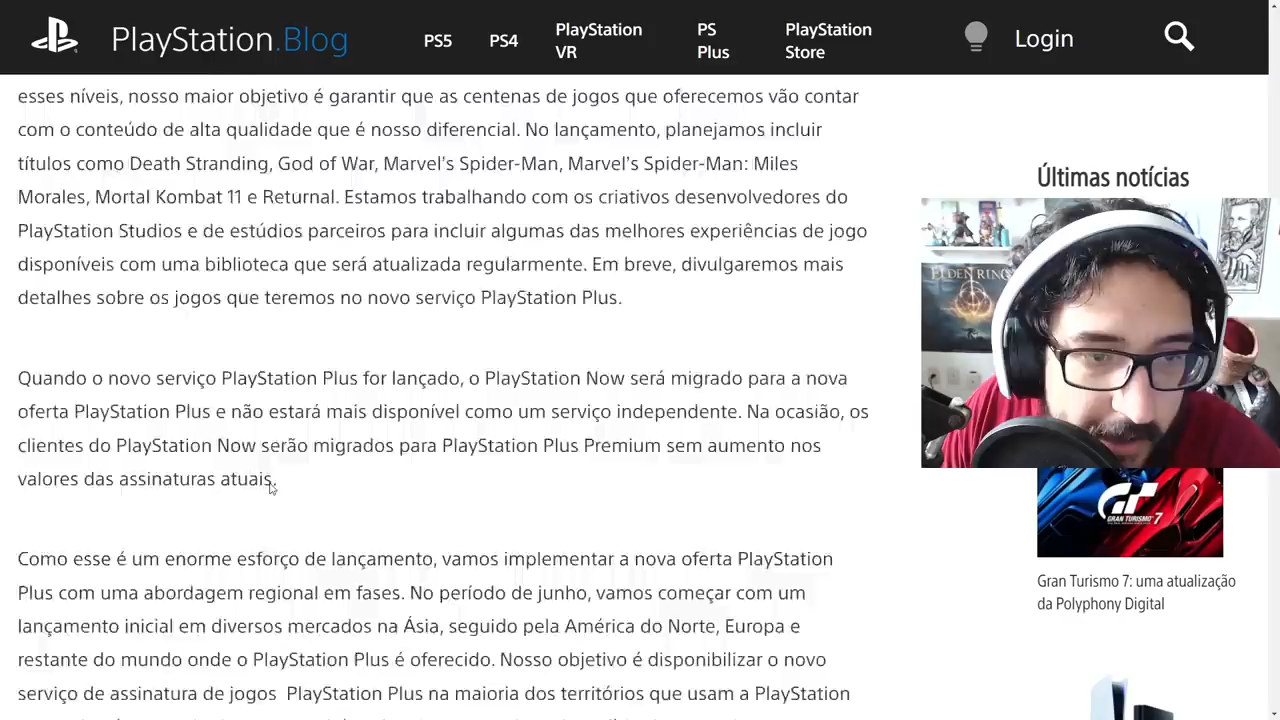 PlayStation.Blog
PS5
PS4
PlayStation
VR
PS
Plus
PlayStation
Store
Login
esses níveis, nosso maior objetivo é garantir que as centenas de jogos que oferecemos vão contar
com o conteúdo de alta qualidade que é nosso diferencial. No lançamento, planejamos incluir
títulos como Death Stranding, God of War, Marvel's Spider-Man, Marvel's Spider-Man: Miles
Morales, Mortal Kombat 11 e Returnal. Estamos trabalhando com os criativos desenvolvedores do
PlayStation Studios e de estúdios parceiros para incluir algumas das melhores experiências de jogo
disponíveis com uma biblioteca que será atualizada regularmente. Em breve, divulgaremos mais
detalhes sobre os jogos que teremos no novo serviço PlayStation Plus.
Quando o novo serviço PlayStation Plus for lançado, o PlayStation Now será migrado para a nova
oferta PlayStation Plus e não estará mais disponível como um serviço independente. Na ocasião, os
clientes do PlayStation Now serão migrados para PlayStation Plus Premium sem aumento nos
valores das assinaturas atuais.
Como esse é um enorme esforço de lançamento, vamos implementar a nova oferta PlayStation
Plus com uma abordagem regional em fases. No período de junho, vamos começar com um
lançamento inicial em diversos mercados na Ásia, seguido pela América do Norte, Europa e
restante do mundo onde o PlayStation Plus é oferecido. Nosso objetivo é disponibilizar o novo
serviço de assinatura de jogos PlayStation Plus na maioria dos territórios que usam a PlayStation
Últimas notícias
ELDEN RING
GRAN TURISMO 7
Gran Turismo 7: uma atualização
da Polyphony Digital